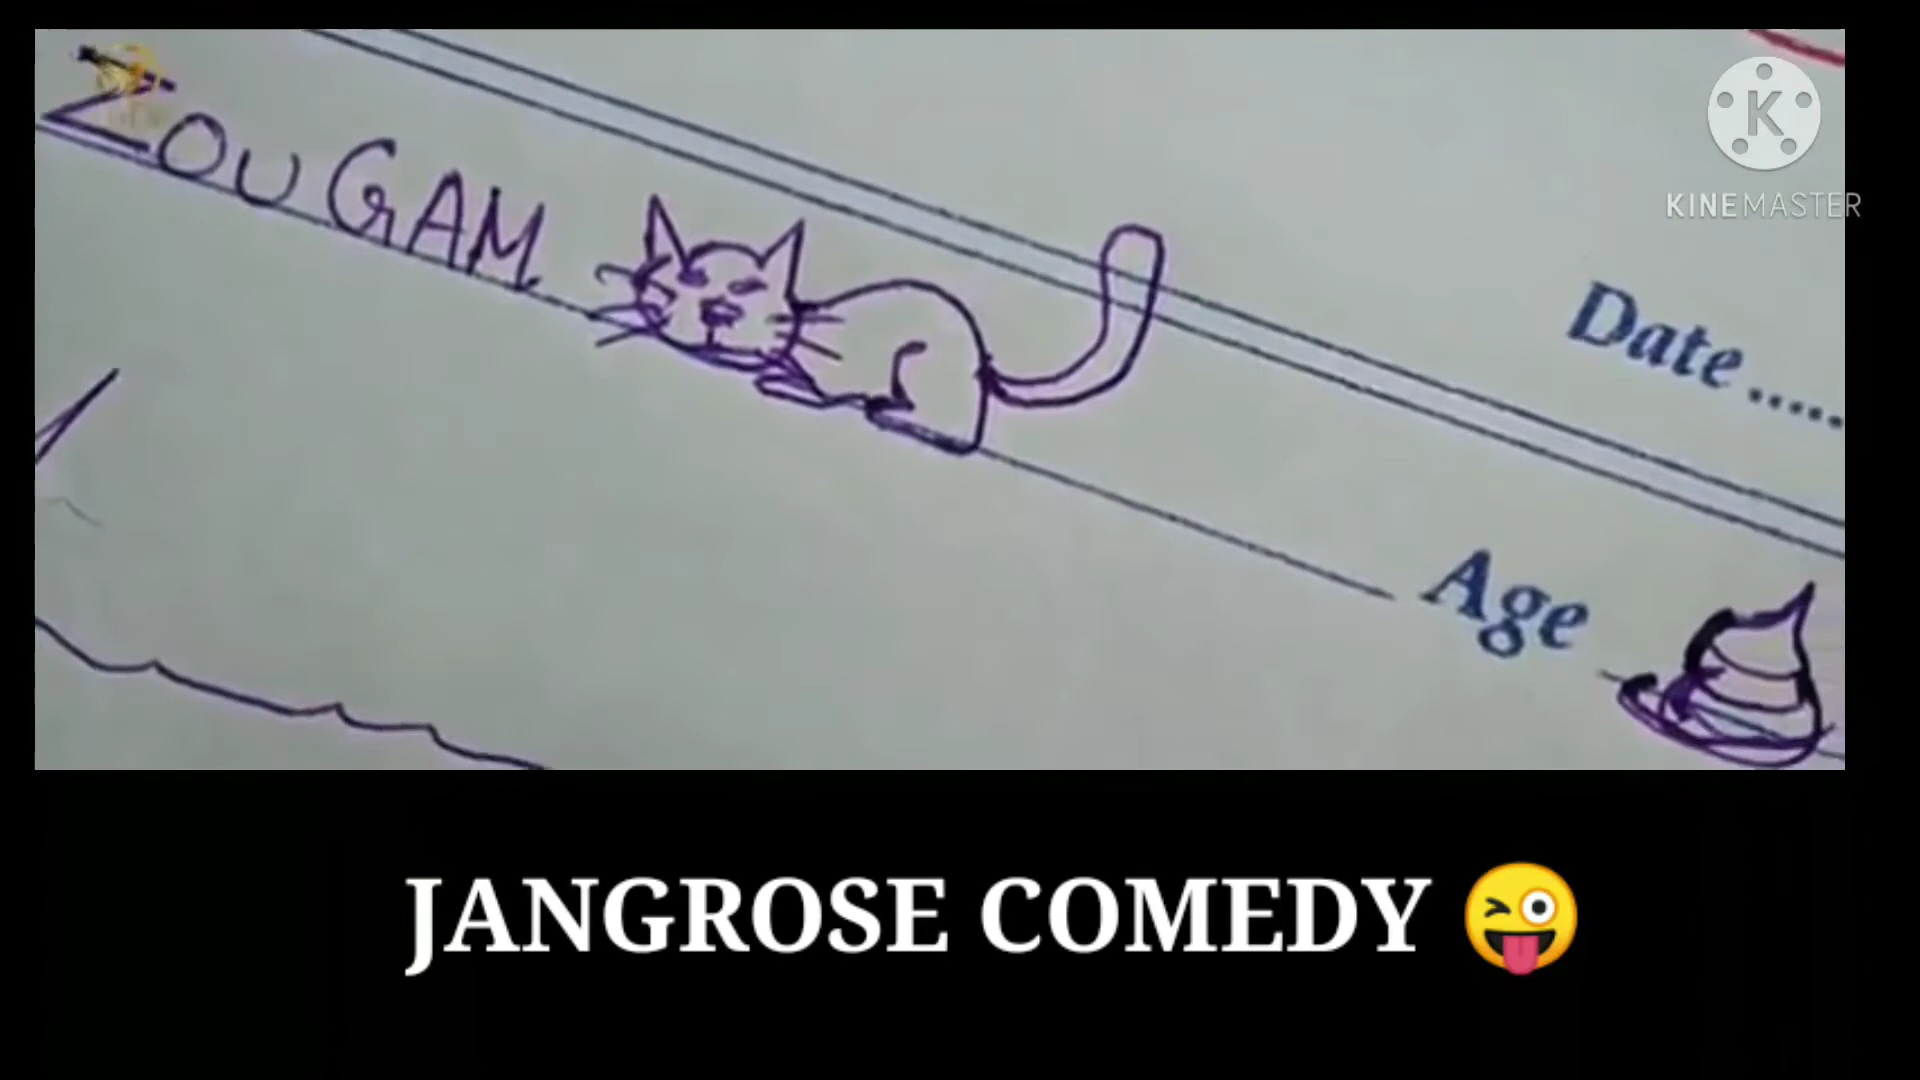 ZOUGAM
KINEMASTER
Date.....
Age
JANGROSE COMEDY